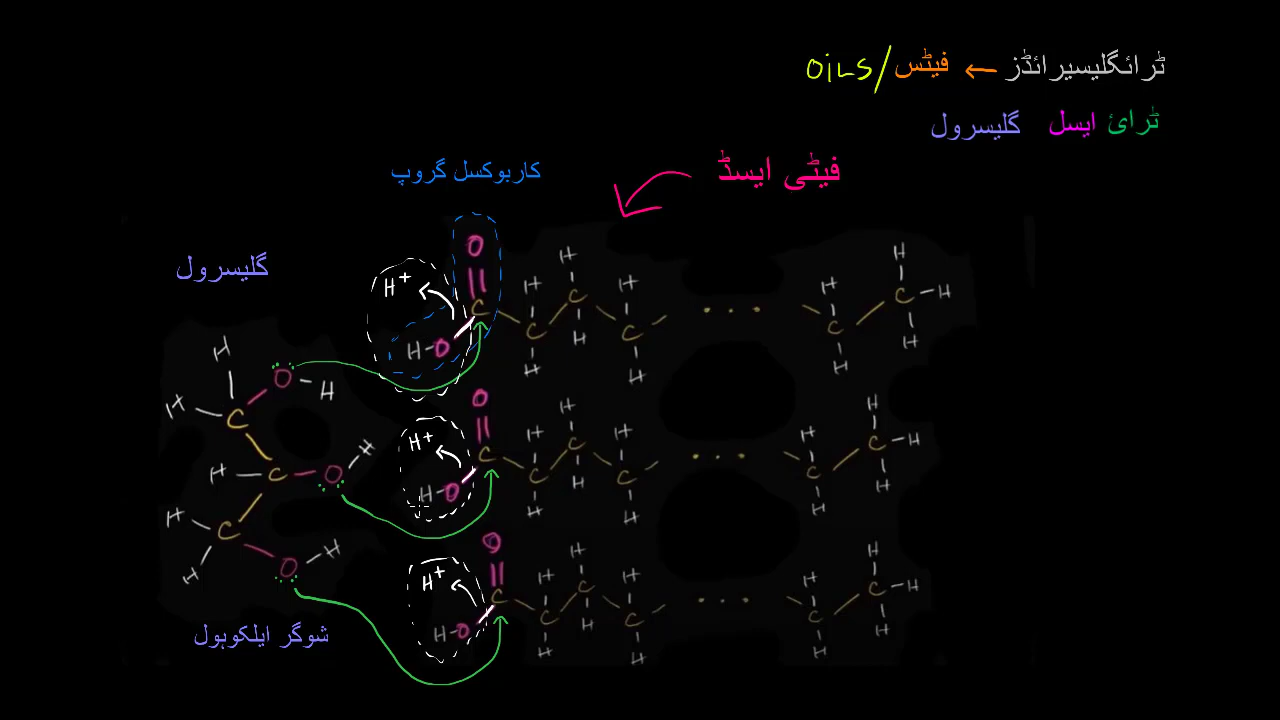 ٹرائگلیسیرائڈز ← فیٹس/OiLS
ٹرائ ایسل گلیسرول
فیٹی ایسڈ
کاربوکسل گروپ
گلیسرول
H H H H
O H H H H C H
H+ C C C C C H
H-O H H H H
H O H
H C O H H H
H+ C C C C C H
H C O H-O H H H H
H C O H H H H
H O H+ C C C C C H
H-O H H H H
شوگر ایلکوہول